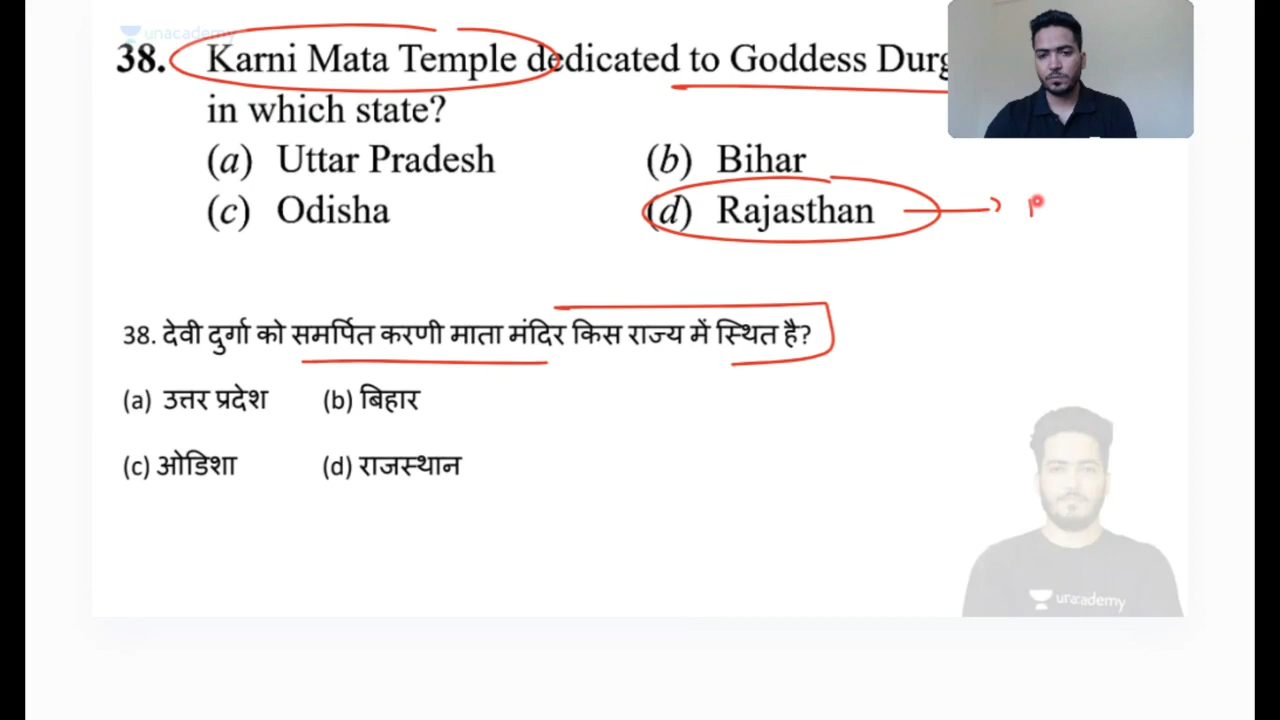 unacademy
38. Karni Mata Temple dedicated to Goddess
in which state?
(a) Uttar Pradesh (b) Bihar
(c) Odisha (d) Rajasthan
38. देवी दुर्गा को समर्पित करणी माता मंदिर किस राज्य में स्थित है?
(a) उत्तर प्रदेश (b) बिहार
(c) ओडिशा (d) राजस्थान
unacademy